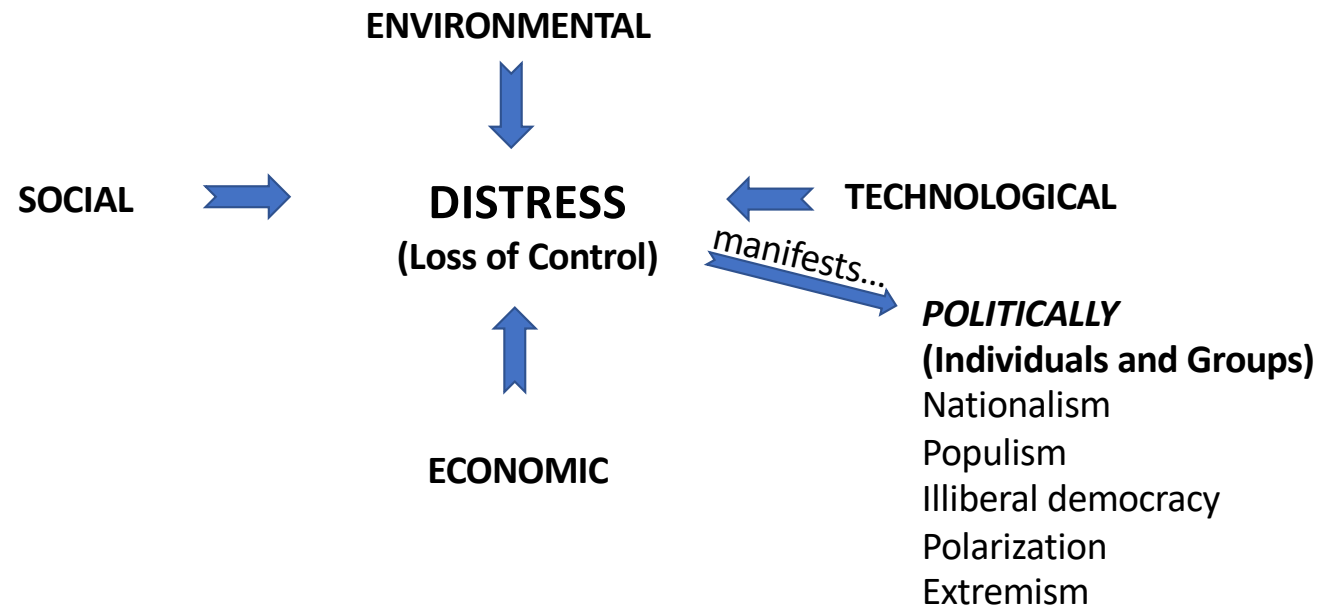 ENVIRONMENTAL
SOCIAL
DISTRESS
(Loss of Control)
TECHNOLOGICAL
manifests...
ECONOMIC
POLITICALLY
(Individuals and Groups)
Nationalism
Populism
Illiberal democracy
Polarization
Extremism